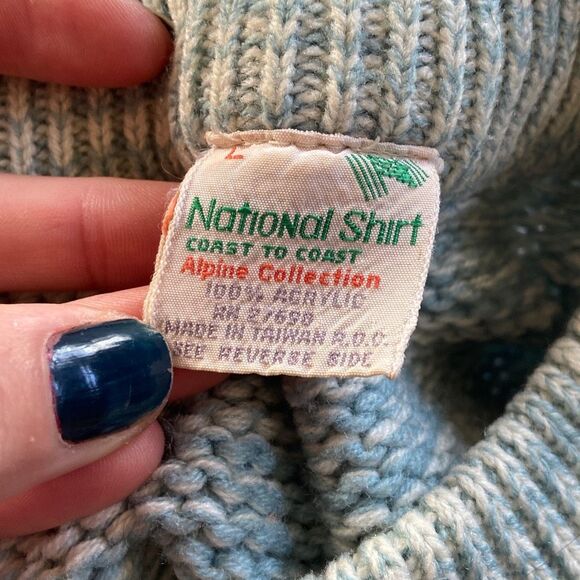 L
National Shirt
COAST TO COAST
Alpine Collection
100% ACRYLIC
RN 27698
MADE IN TAIWAN R.O.C.
SEE REVERSE SIDE